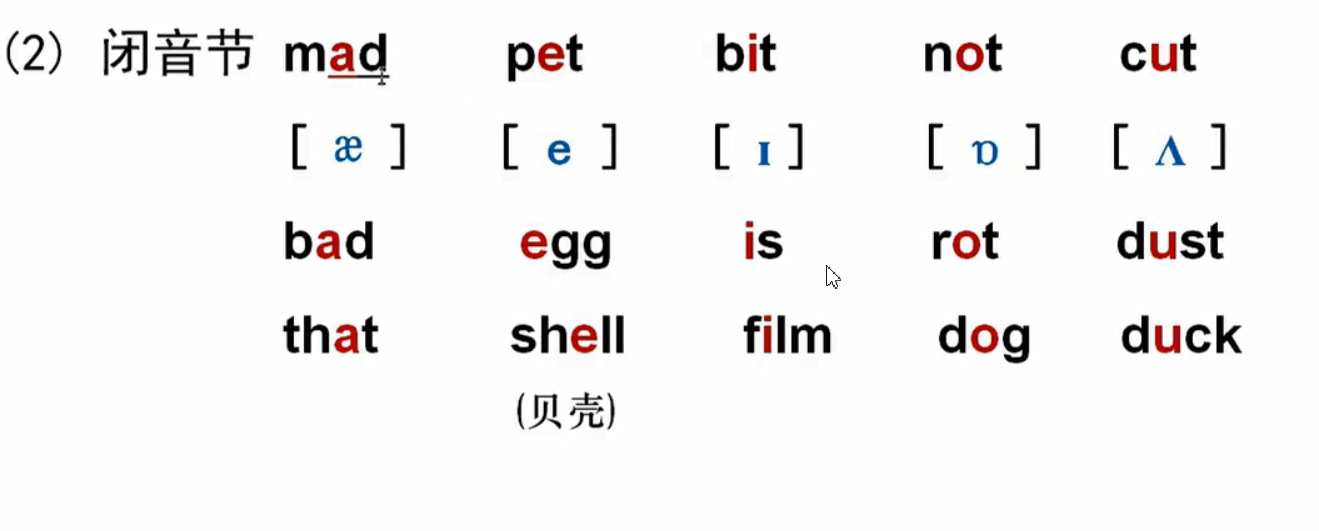 (2) 闭音节 mad pet bit not cut
[ æ ] [ e ] [ ɪ ] [ ɒ ] [ ʌ ]
bad egg is rot dust
that shell film dog duck
(贝壳)